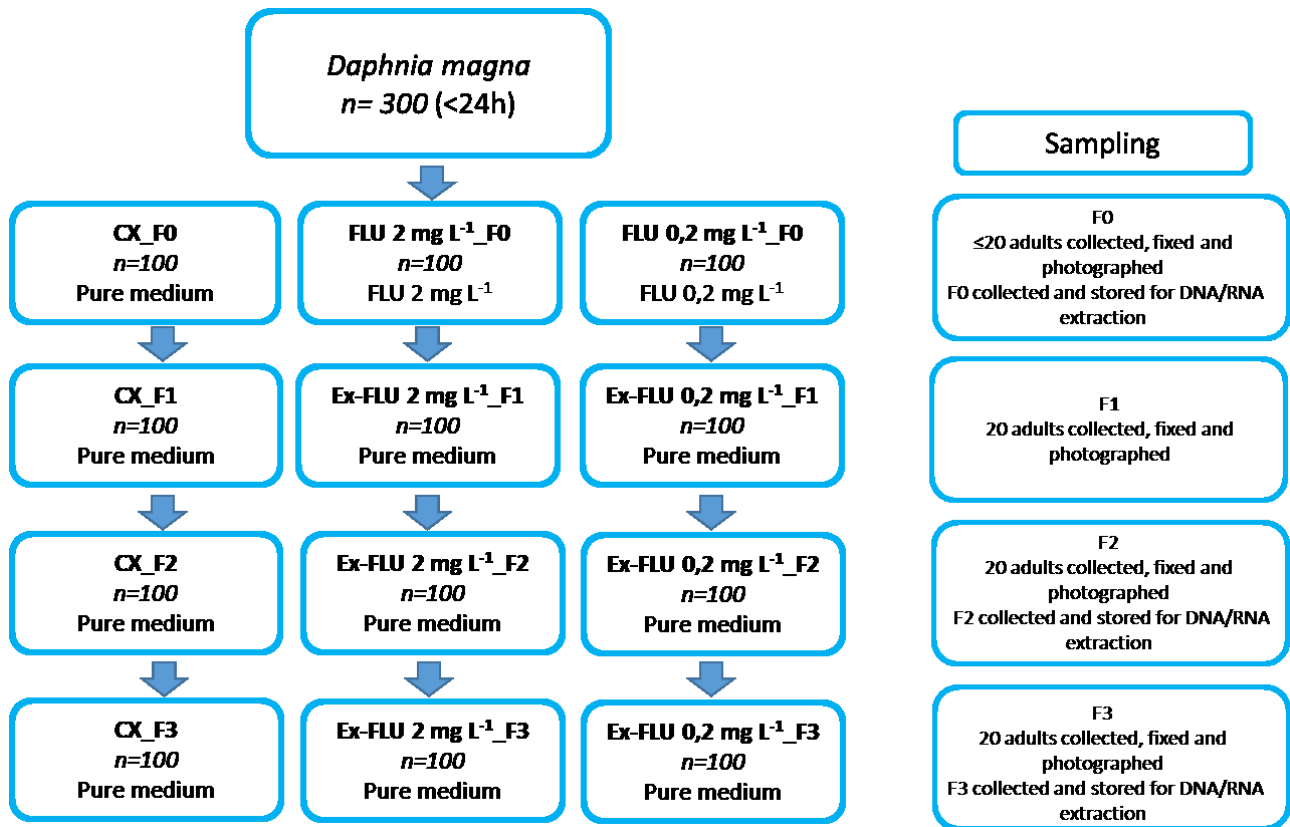 Daphnia magna
n= 300 (<24h)
Sampling
CX_F0
n=100
Pure medium
FLU 2 mg L⁻¹_F0
n=100
FLU 2 mg L⁻¹
FLU 0,2 mg L⁻¹_F0
n=100
FLU 0,2 mg L⁻¹
F0
≤20 adults collected, fixed and
photographed
F0 collected and stored for DNA/RNA
extraction
CX_F1
n=100
Pure medium
Ex-FLU 2 mg L⁻¹_F1
n=100
Pure medium
Ex-FLU 0,2 mg L⁻¹_F1
n=100
Pure medium
F1
20 adults collected, fixed and
photographed
CX_F2
n=100
Pure medium
Ex-FLU 2 mg L⁻¹_F2
n=100
Pure medium
Ex-FLU 0,2 mg L⁻¹_F2
n=100
Pure medium
F2
20 adults collected, fixed and
photographed
F2 collected and stored for DNA/RNA
extraction
CX_F3
n=100
Pure medium
Ex-FLU 2 mg L⁻¹_F3
n=100
Pure medium
Ex-FLU 0,2 mg L⁻¹_F3
n=100
Pure medium
F3
20 adults collected, fixed and
photographed
F3 collected and stored for DNA/RNA
extraction